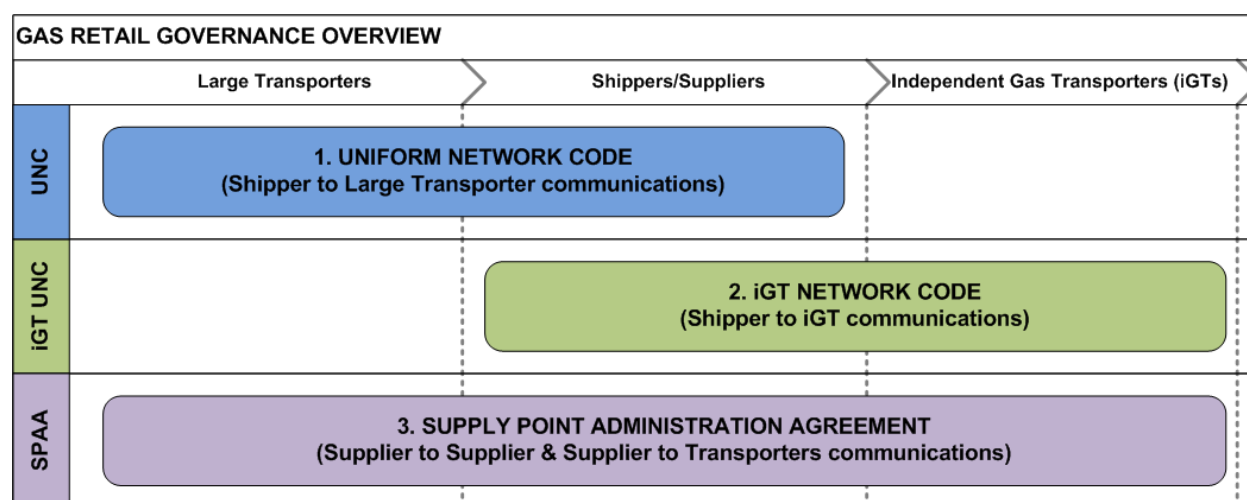 GAS RETAIL GOVERNANCE OVERVIEW
Large Transporters
Shippers/Suppliers
Independent Gas Transporters (iGTs)
UNC
1. UNIFORM NETWORK CODE
(Shipper to Large Transporter communications)
iGT UNC
2. iGT NETWORK CODE
(Shipper to iGT communications)
SPAA
3. SUPPLY POINT ADMINISTRATION AGREEMENT
(Supplier to Supplier & Supplier to Transporters communications)